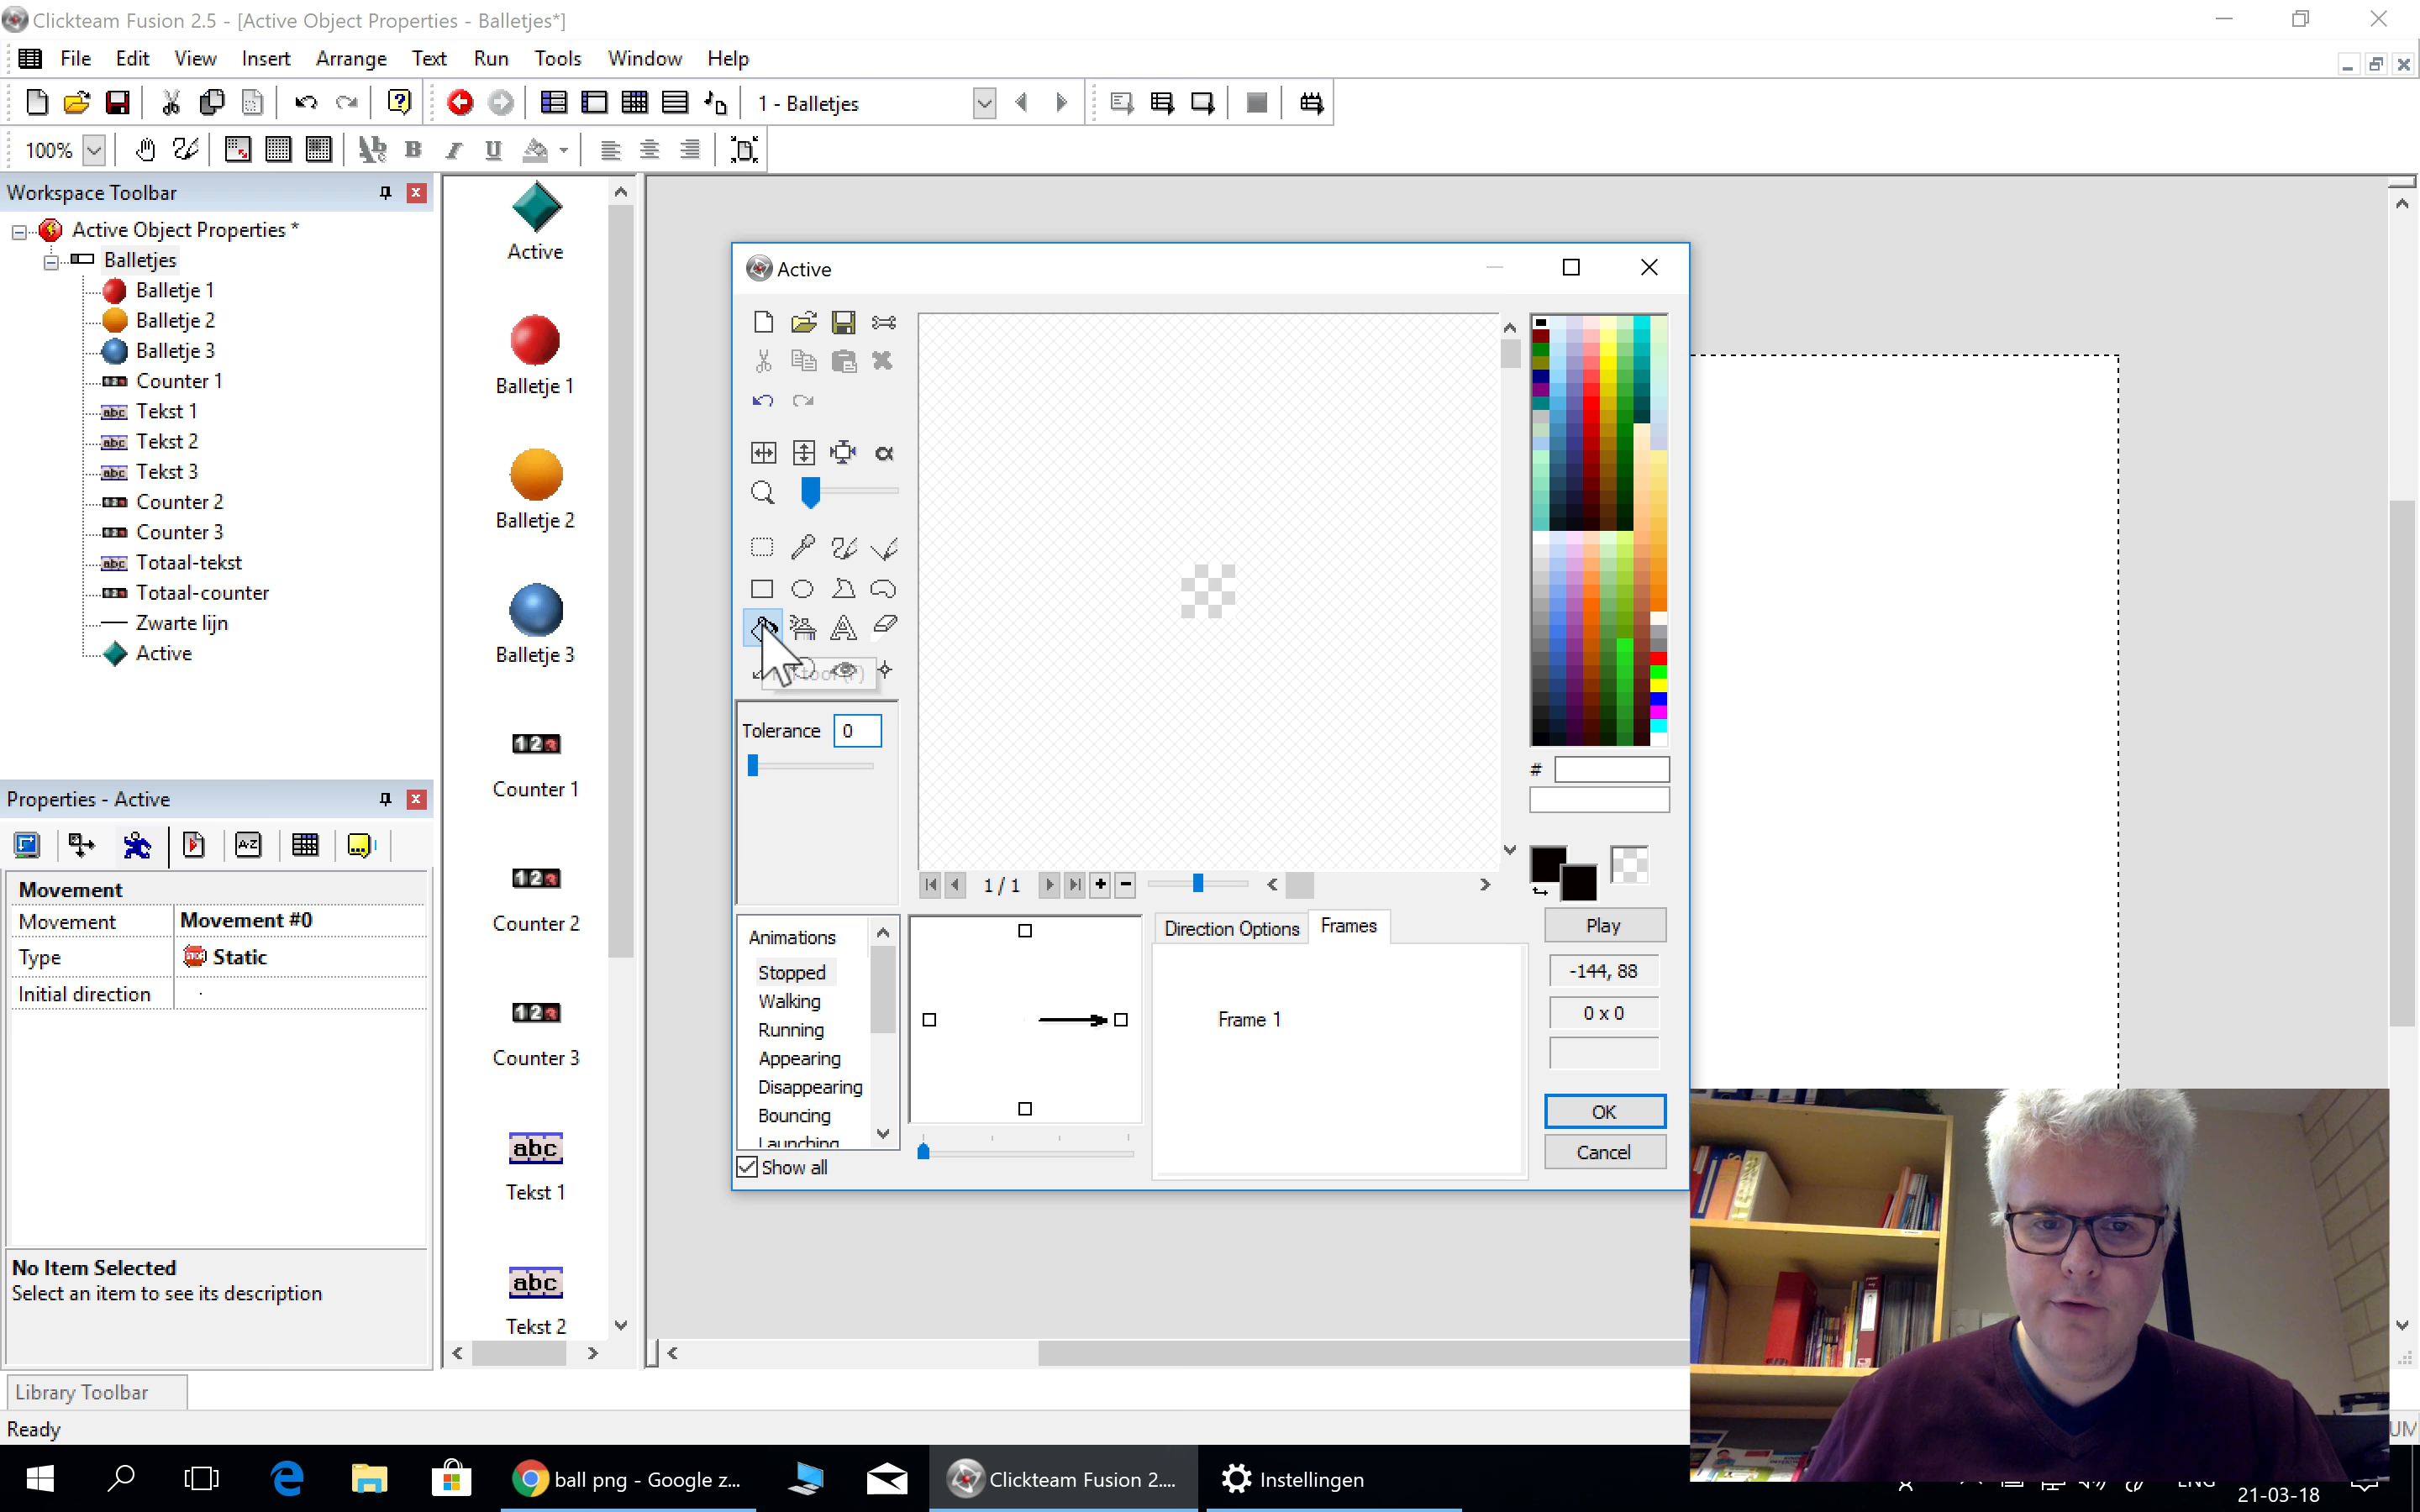 Clickteam Fusion 2.5 - [Active Object Properties - Balletjes*]
File Edit View Insert Arrange Text Run Tools Window Help
1 - Balletjes
100%
Workspace Toolbar
Active Object Properties *
Balletjes
Balletje 1
Balletje 2
Balletje 3
Counter 1
Tekst 1
Tekst 2
Tekst 3
Counter 2
Counter 3
Totaal-tekst
Totaal-counter
Zwarte lijn
Active
Properties - Active
Movement
Movement Movement #0
Type Static
Initial direction
No Item Selected
Select an item to see its description
Library Toolbar
Ready
Active
Balletje 1
Balletje 2
Balletje 3
Counter 1
Counter 2
Counter 3
abc
Tekst 1
abc
Tekst 2
Active
Tolerance 0
1 / 1
#
Animations
Stopped
Walking
Running
Appearing
Disappearing
Bouncing
Launching
Show all
Direction Options Frames
Frame 1
Play
-144, 88
0 x 0
OK
Cancel
ball png - Google z...
Clickteam Fusion 2....
Instellingen
ENG
21-03-18